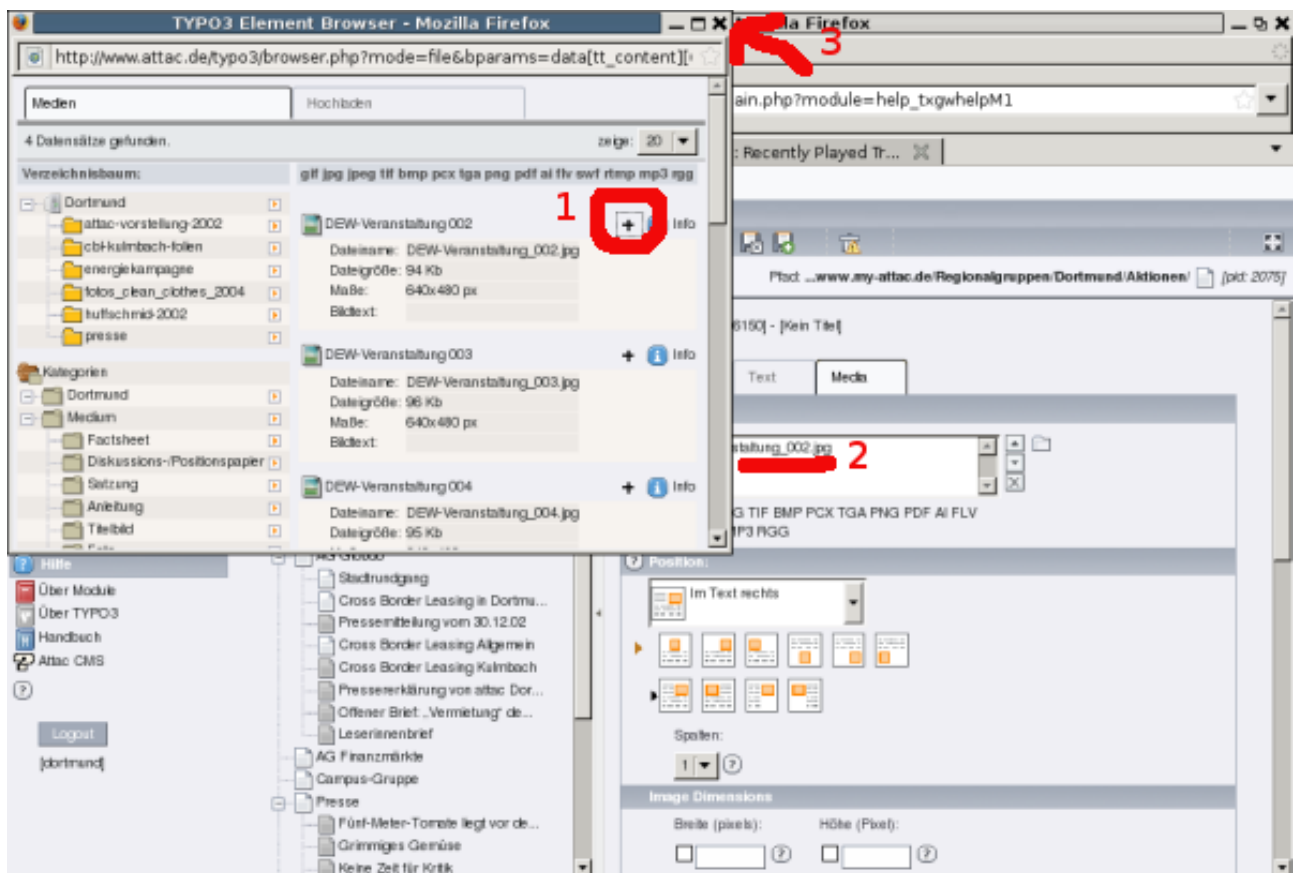 TYPO3 Element Browser - Mozilla Firefox
http://www.attac.de/typo3/browser.php?mode=file&bparams=data[tt_content][
Medien
Hochladen
4 Datensätze gefunden.
zeige: 20
Verzeichnisbaum:
gif jpg jpeg tif bmp pcx tga png pdf ai flv swf rtmp mp3 rgg
Dortmund
attac-vorstellung-2002
cbl-kulmbach-folien
energiekampagne
fotos_clean_clothes_2004
huffschmid-2002
presse
Kategorien
Dortmund
Medium
Factsheet
Diskussions-/Positionspapier
Satzung
Anleitung
Titelbild
1
DEW-Veranstaltung 002
+
Info
Dateiname: DEW-Veranstaltung_002.jpg
Dateigröße: 94 Kb
Maße: 640x480 px
Bildtext:
DEW-Veranstaltung 003
+
Info
Dateiname: DEW-Veranstaltung_003.jpg
Dateigröße: 96 Kb
Maße: 640x480 px
Bildtext:
DEW-Veranstaltung 004
+
Info
Dateiname: DEW-Veranstaltung_004.jpg
Dateigröße: 95 Kb
Firefox
3
ain.php?module=help_txgwhelpM1
: Recently Played Tr...
Pfad: ...www.my-attac.de/Regionalgruppen/Dortmund/Aktionen/ [pid: 2075]
6150] - [Kein Titel]
Text
Media
staltung_002.jpg
2
G TIF BMP PCX TGA PNG PDF AI FLV
MP3 RGG
Hilfe
Über Module
Über TYPO3
Handbuch
Attac CMS
Logout
[dortmund]
AG Globo
Stadtrundgang
Cross Border Leasing in Dortmu...
Pressemitteilung vom 30.12.02
Cross Border Leasing Allgemein
Cross Border Leasing Kulmbach
Pressererklärung von attac Dor...
Offener Brief: „Vermietung" de...
Leserinnenbrief
AG Finanzmärkte
Campus-Gruppe
Presse
Fünf-Meter-Tomate liegt vor de...
Grimmiges Gemüse
Keine Zeit für Kritik
Position:
Im Text rechts
Spalten:
1
Image Dimensions
Breite (pixels):
Höhe (Pixel):